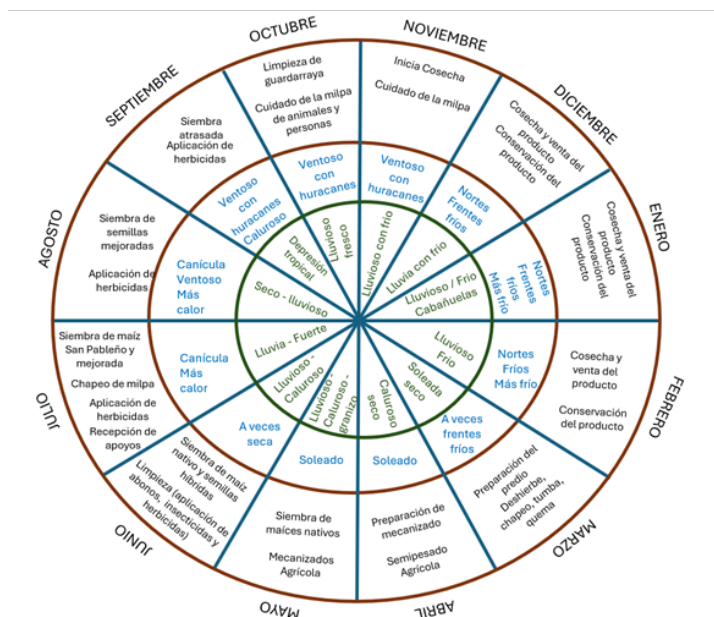 OCTUBRE
Limpieza de
guardarraya
Cuidado de la milpa
de animales y
personas
Ventoso
con
huracanes
Lluvioso
fresco
NOVIEMBRE
Inicia Cosecha
Cuidado de la milpa
Ventoso
con
huracanes
Lluvioso con frio
DICIEMBRE
Cosecha y venta del
producto
Conservación del
producto
Nortes
Frentes
fríos
Lluvia con frio
ENERO
Cosecha y venta del
producto
Conservación del
producto
Nortes
Frentes
fríos
Más frío
Lluvioso / Frio
Cabañuelas
FEBRERO
Cosecha y
venta del
producto
Conservación
del producto
Nortes
Fríos
Más frío
Lluvioso
Frio
MARZO
Preparación del
predio
Deshierbe,
chapeo, tumba,
quema
A veces
frentes
fríos
Soleada
seco
ABRIL
Preparación de
mecanizado
Semipesado
Agrícola
Soleado
Caluroso
seco
MAYO
Siembra de
maíces nativos
Mecanizados
Agrícola
Soleado
Lluvioso -
Caluroso -
granizo
JUNIO
Siembra de maíz
nativo y semillas
híbridas
Limpieza (aplicación de
abonos, insecticidas y
herbicidas)
A veces
seca
Lluvioso -
Caluroso
JULIO
Siembra de maíz
San Pableño y
mejorada
Chapeo de milpa
Aplicación de
herbicidas
Recepción de
apoyos
Canícula
Más
calor
Lluvia - Fuerte
AGOSTO
Siembra de
semillas
mejoradas
Aplicación de
herbicidas
Canícula
Ventoso
Más
calor
Seco - lluvioso
SEPTIEMBRE
Siembra
atrasada
Aplicación de
herbicidas
Ventoso
con
huracanes
Caluroso
Depresión
tropical